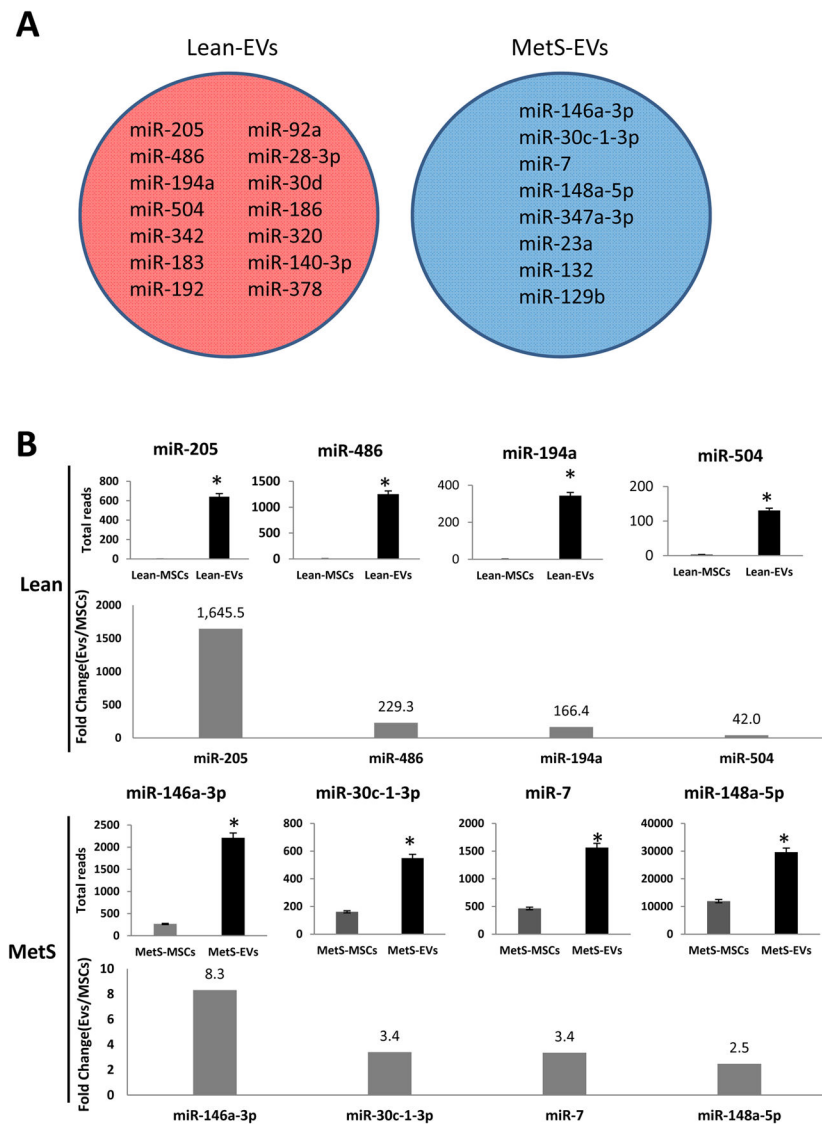 A
Lean-EVs MetS-EVs
miR-205 miR-92a
miR-486 miR-28-3p
miR-194a miR-30d
miR-504 miR-186
miR-342 miR-320
miR-183 miR-140-3p
miR-192 miR-378
miR-146a-3p
miR-30c-1-3p
miR-7
miR-148a-5p
miR-347a-3p
miR-23a
miR-132
miR-129b
B
miR-205 miR-486 miR-194a miR-504
Lean
Total reads
800
600
400
200
0
*
Lean-MSCs Lean-EVs
1500
1000
500
0
*
Lean-MSCs Lean-EVs
400
200
0
*
Lean-MSCs Lean-EVs
200
100
0
*
Lean-MSCs Lean-EVs
Fold Change(Evs/MSCs)
2000
1500
1000
500
0
1,645.5 229.3 166.4 42.0
miR-205 miR-486 miR-194a miR-504
miR-146a-3p miR-30c-1-3p miR-7 miR-148a-5p
MetS
Total reads
2500
2000
1500
1000
500
0
*
MetS-MSCs MetS-EVs
800
600
400
200
0
*
MetS-MSCs MetS-EVs
2000
1500
1000
500
0
*
MetS-MSCs MetS-EVs
40000
30000
20000
10000
0
*
MetS-MSCs MetS-EVs
Fold Change(Evs/MSCs)
10
8
6
4
2
0
8.3 3.4 3.4 2.5
miR-146a-3p miR-30c-1-3p miR-7 miR-148a-5p